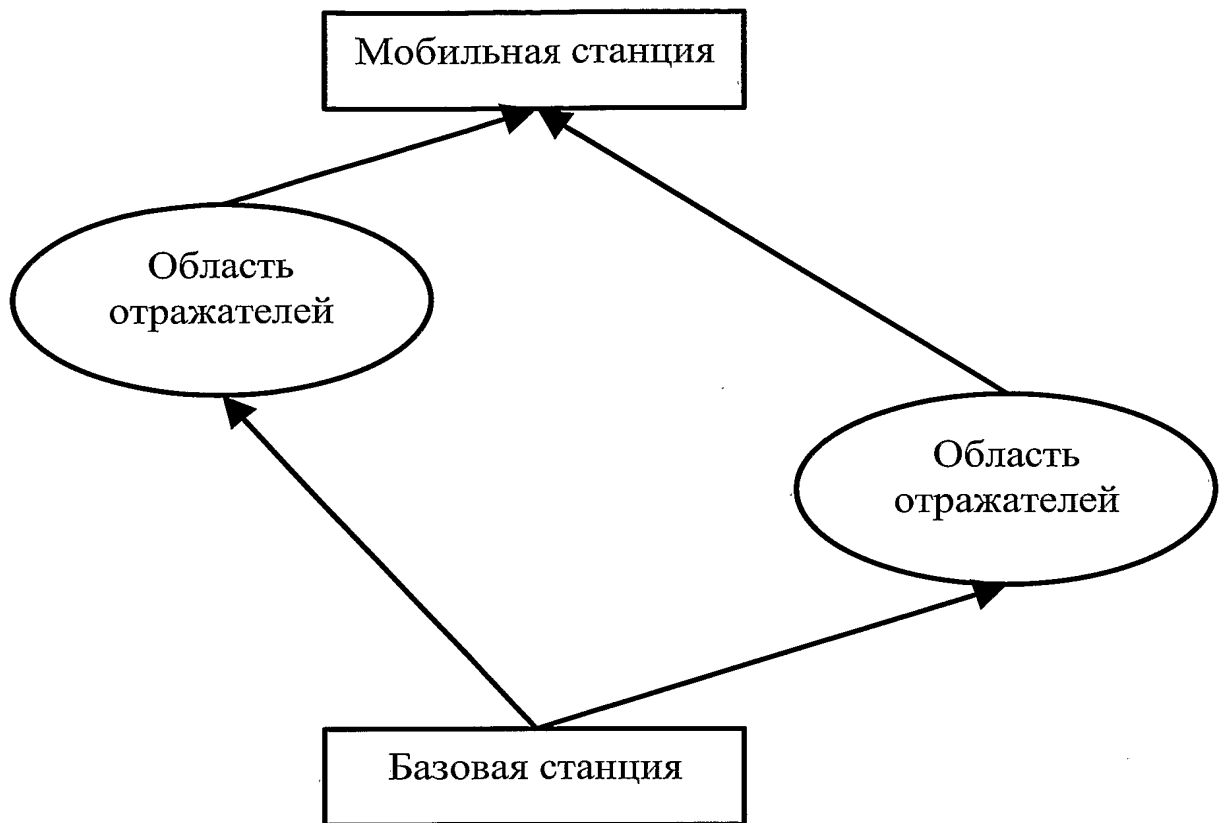 Мобильная станция
Область
отражателей
Область
отражателей
Базовая станция